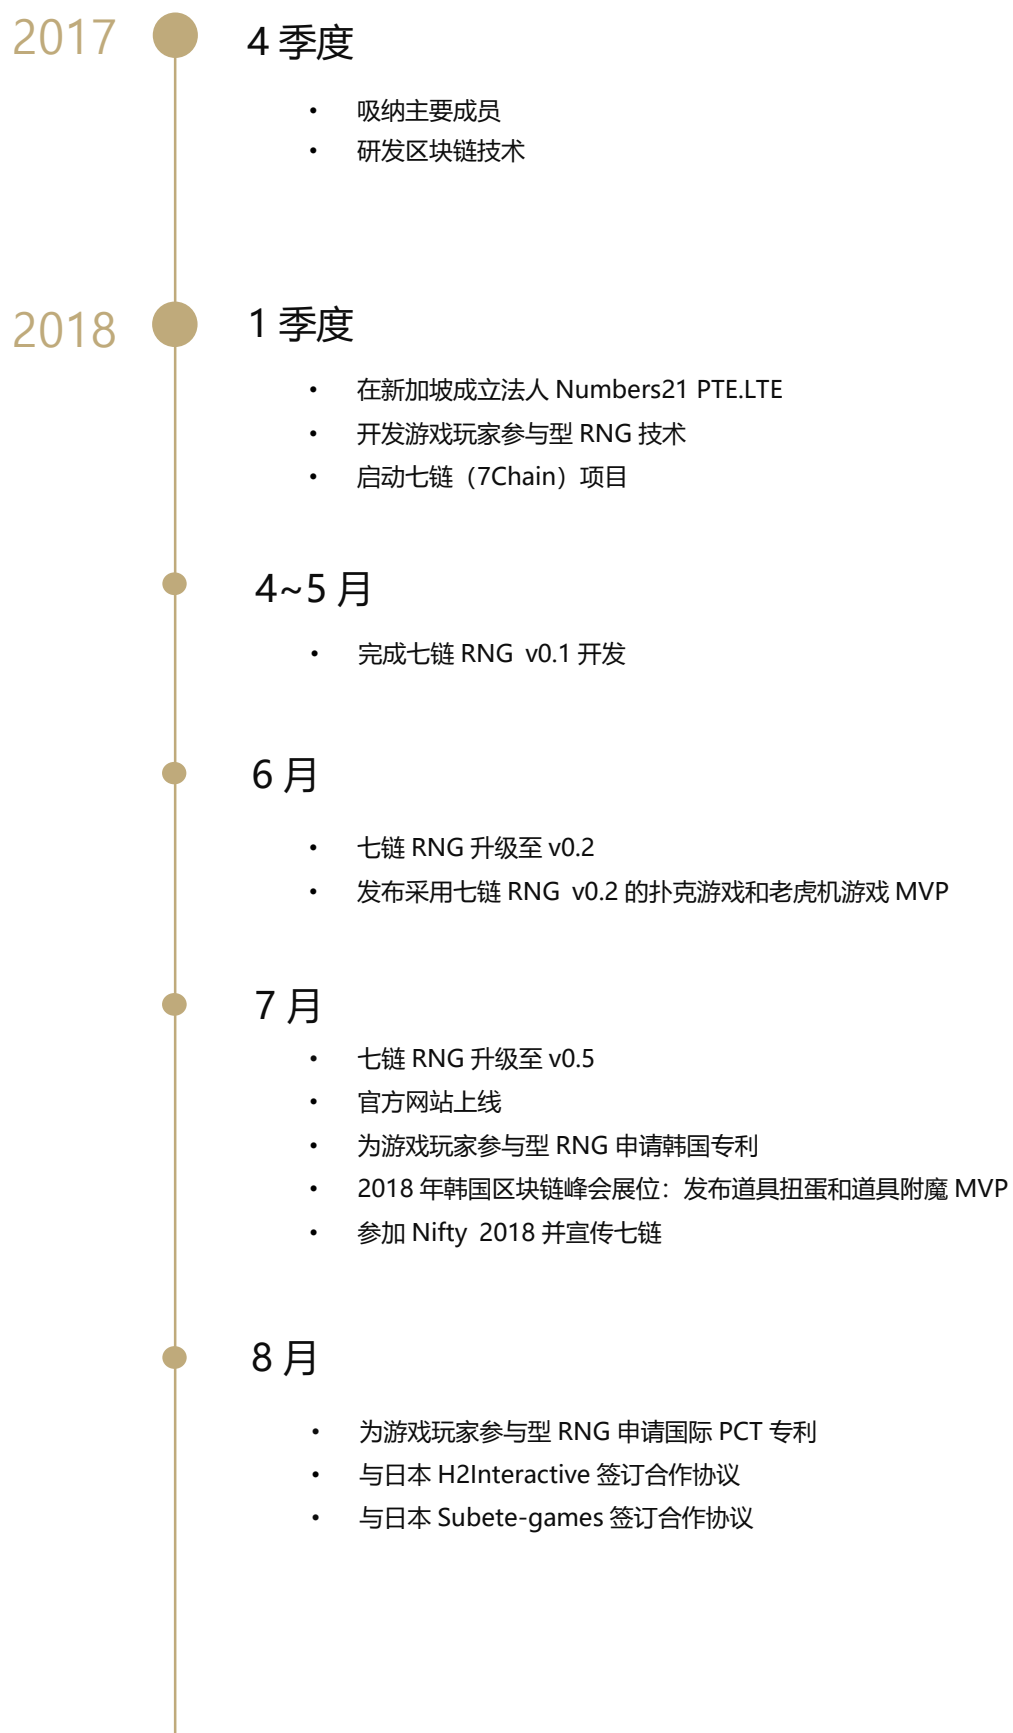 2017
4 季度
• 吸纳主要成员
• 研发区块链技术
2018
1 季度
• 在新加坡成立法人 Numbers21 PTE.LTE
• 开发游戏玩家参与型 RNG 技术
• 启动七链（7Chain）项目
4~5 月
• 完成七链 RNG v0.1 开发
6 月
• 七链 RNG 升级至 v0.2
• 发布采用七链 RNG v0.2 的扑克游戏和老虎机游戏 MVP
7 月
• 七链 RNG 升级至 v0.5
• 官方网站上线
• 为游戏玩家参与型 RNG 申请韩国专利
• 2018 年韩国区块链峰会展位：发布道具扭蛋和道具附魔 MVP
• 参加 Nifty 2018 并宣传七链
8 月
• 为游戏玩家参与型 RNG 申请国际 PCT 专利
• 与日本 H2Interactive 签订合作协议
• 与日本 Subete-games 签订合作协议